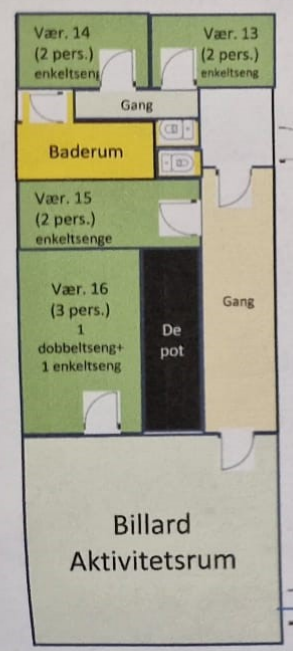 Vær. 14
(2 pers.)
enkeltseng
Vær. 13
(2 pers.)
enkeltseng
Gang
Baderum
Vær. 15
(2 pers.)
enkeltsenge
Vær. 16
(3 pers.)
1
dobbeltseng+
1 enkeltseng
De
pot
Gang
Billard
Aktivitetsrum